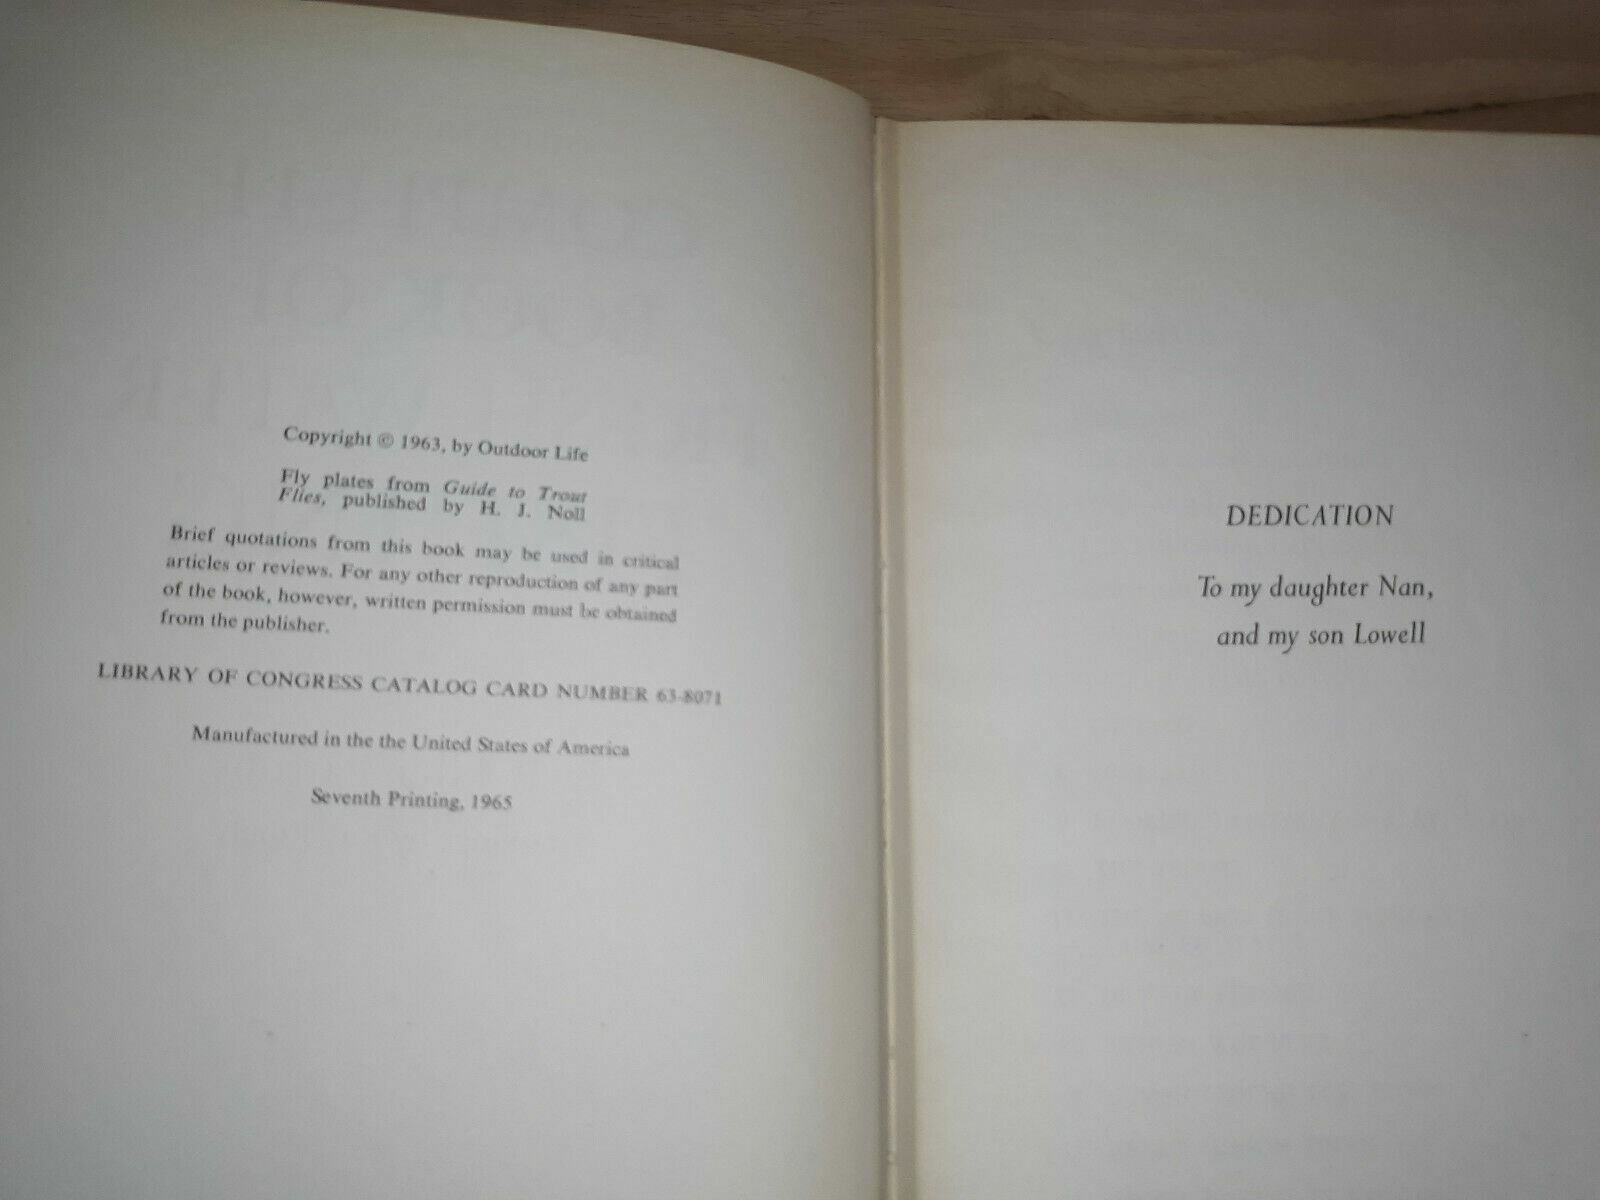 Copyright © 1963, by Outdoor Life
Fly plates from Guide to Trout
Flies, published by H. J. Noll
Brief quotations from this book may be used in critical
articles or reviews. For any other reproduction of any part
of the book, however, written permission must be obtained
from the publisher.
LIBRARY OF CONGRESS CATALOG CARD NUMBER 63-8071
Manufactured in the the United States of America
Seventh Printing, 1965
DEDICATION
To my daughter Nan,
and my son Lowell